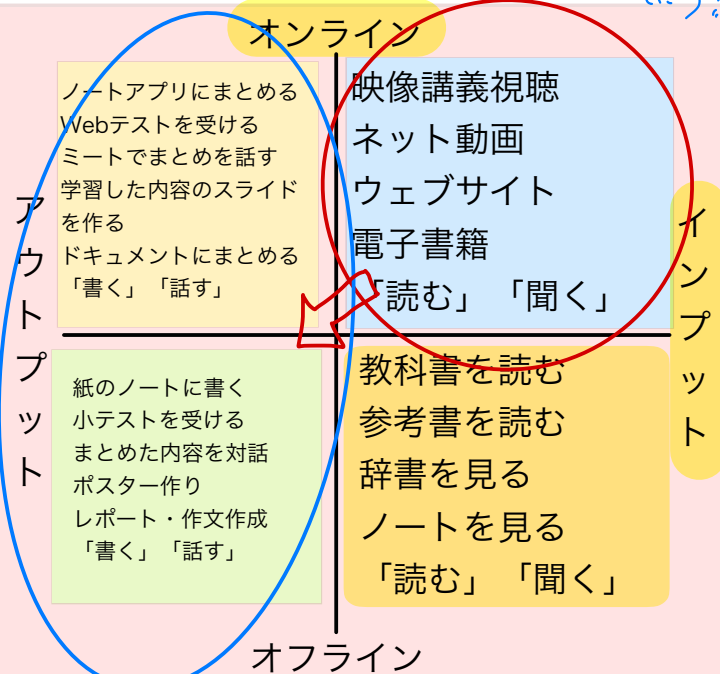 オンライン
ノートアプリにまとめる
Webテストを受ける
ミートでまとめを話す
学習した内容のスライド
を作る
ドキュメントにまとめる
「書く」「話す」
映像講義視聴
ネット動画
ウェブサイト
電子書籍
「読む」「聞く」
アウトプット
インプット
紙のノートに書く
小テストを受ける
まとめた内容を対話
ポスター作り
レポート・作文作成
「書く」「話す」
教科書を読む
参考書を読む
辞書を見る
ノートを見る
「読む」「聞く」
オフライン